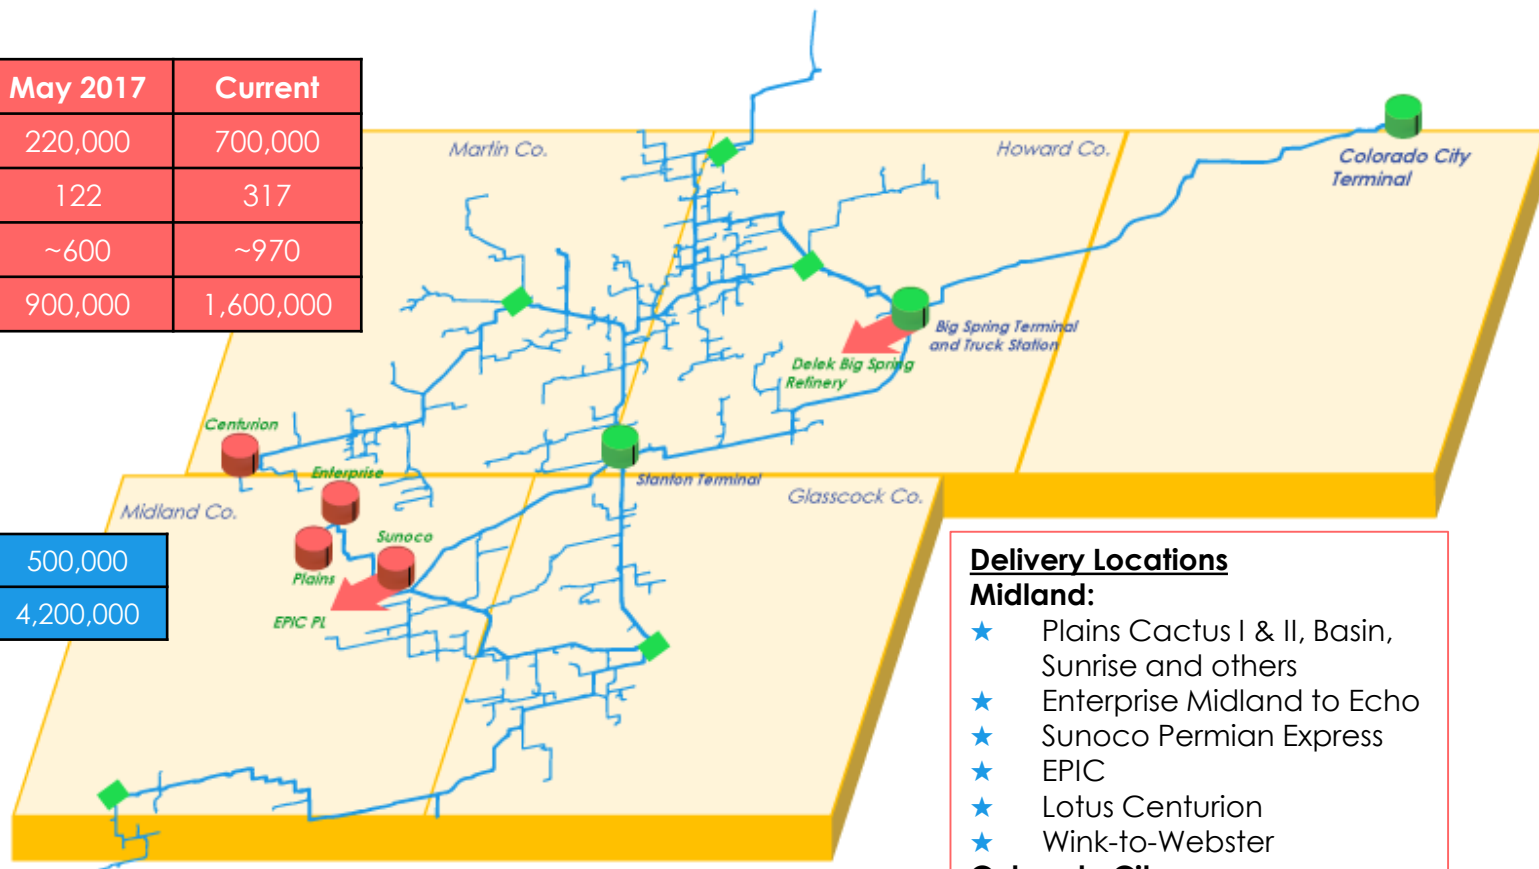 May 2017 Current
220,000 700,000
122 317
~600 ~970
900,000 1,600,000
Martin Co.
Howard Co.
Colorado City
Terminal
Big Spring Terminal
and Truck Station
Delek Big Spring
Refinery
Centurion
Enterprise
Stanton Terminal
Glasscock Co.
Midland Co.
Sunoco
Plains
EPIC PL
500,000
4,200,000
Delivery Locations
Midland:
★ Plains Cactus I & II, Basin,
Sunrise and others
★ Enterprise Midland to Echo
★ Sunoco Permian Express
★ EPIC
★ Lotus Centurion
★ Wink-to-Webster